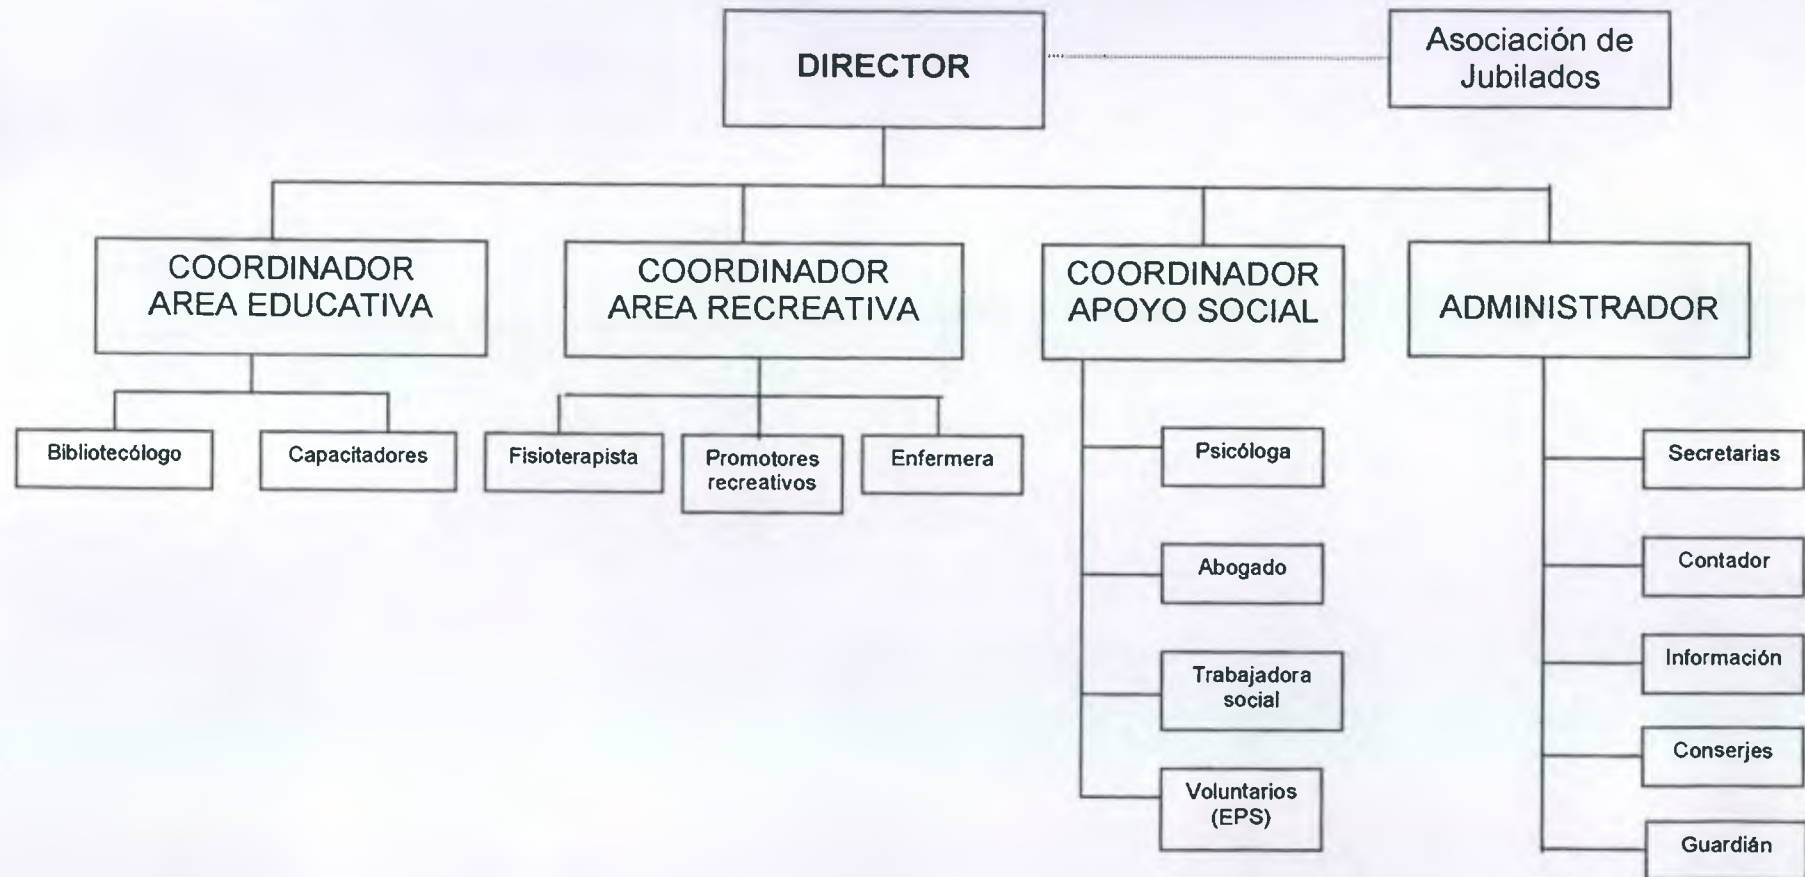 DIRECTOR
Asociación de
Jubilados
COORDINADOR
AREA EDUCATIVA
COORDINADOR
AREA RECREATIVA
COORDINADOR
APOYO SOCIAL
ADMINISTRADOR
Bibliotecólogo
Capacitadores
Fisioterapista
Promotores
recreativos
Enfermera
Psicóloga
Abogado
Trabajadora
social
Voluntarios
(EPS)
Secretarias
Contador
Información
Conserjes
Guardián